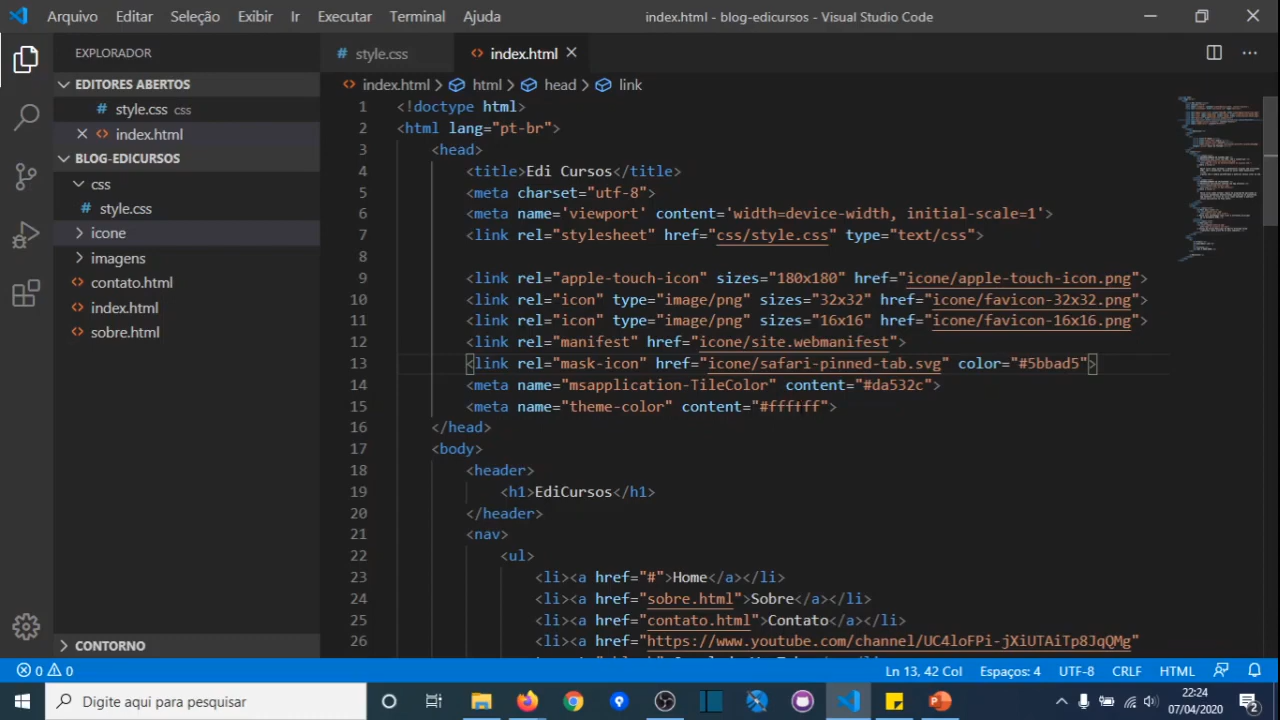 Arquivo Editar Seleção Exibir Ir Executar Terminal Ajuda index.html - blog-edicursos - Visual Studio Code
EXPLORADOR
EDITORES ABERTOS
# style.css css
index.html
BLOG-EDICURSOS
css
style.css
icone
imagens
contato.html
index.html
sobre.html
CONTORNO
# style.css index.html
index.html > html > head > link
1 <!doctype html>
2 <html lang="pt-br">
3 <head>
4 <title>Edi Cursos</title>
5 <meta charset="utf-8">
6 <meta name='viewport' content='width=device-width, initial-scale=1'>
7 <link rel="stylesheet" href="css/style.css" type="text/css">
8
9 <link rel="apple-touch-icon" sizes="180x180" href="icone/apple-touch-icon.png">
10 <link rel="icon" type="image/png" sizes="32x32" href="icone/favicon-32x32.png">
11 <link rel="icon" type="image/png" sizes="16x16" href="icone/favicon-16x16.png">
12 <link rel="manifest" href="icone/site.webmanifest">
13 <link rel="mask-icon" href="icone/safari-pinned-tab.svg" color="#5bbad5">
14 <meta name="msapplication-TileColor" content="#da532c">
15 <meta name="theme-color" content="#ffffff">
16 </head>
17 <body>
18 <header>
19 <h1>EdiCursos</h1>
20 </header>
21 <nav>
22 <ul>
23 <li><a href="#">Home</a></li>
24 <li><a href="sobre.html">Sobre</a></li>
25 <li><a href="contato.html">Contato</a></li>
26 <li><a href="https://www.youtube.com/channel/UC4loFPi-jXiUTAiTp8JqQMg"
0 0 Ln 13, 42 Col Espaços: 4 UTF-8 CRLF HTML
Digite aqui para pesquisar
22:24
07/04/2020
2